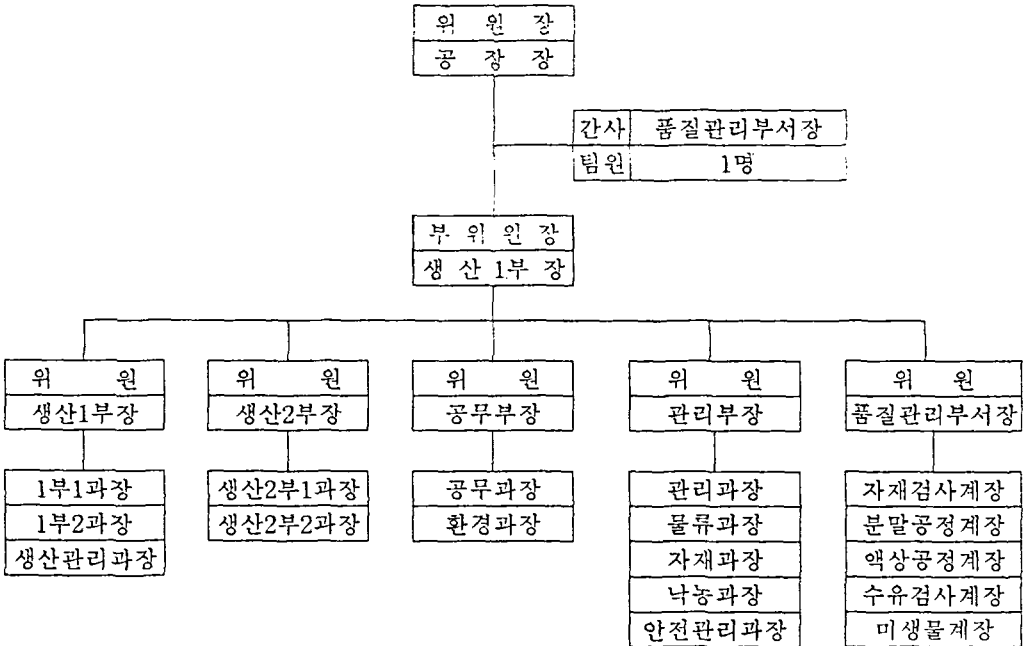 위 원 장
공 장 장
간사 품질관리부서장
팀원 1명
부 위 원 장
생 산 1부 장
위 원
생산1부장
1부1과장
1부2과장
생산관리과장
위 원
생산2부장
생산2부1과장
생산2부2과장
위 원
공무부장
공무과장
환경과장
위 원
관리부장
관리과장
물류과장
자재과장
낙농과장
안전관리과장
위 원
품질관리부서장
자재검사계장
분말공정계장
액상공정계장
수유검사계장
미생물계장